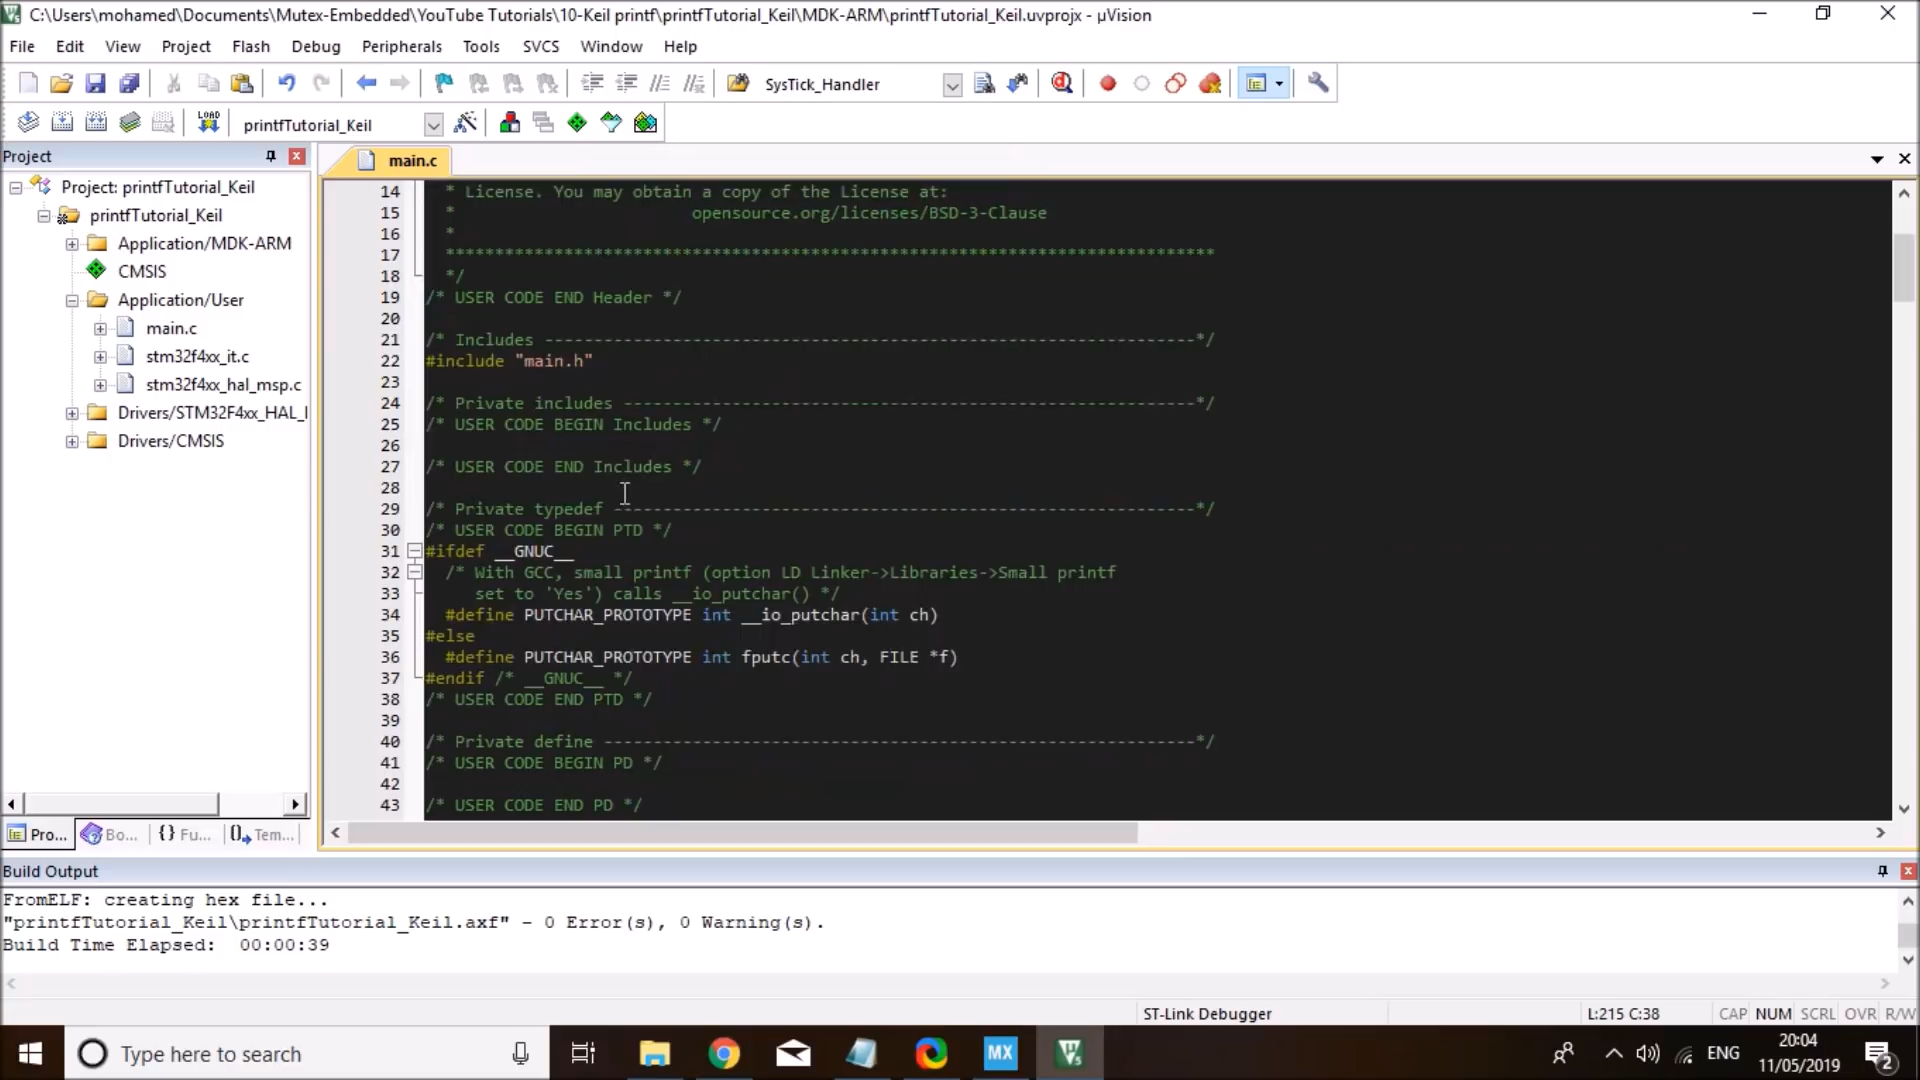 C:\Users\mohamed\Documents\Mutex-Embedded\YouTube Tutorials\10-Keil printf\printfTutorial_Keil\MDK-ARM\printfTutorial_Keil.uvprojx - µVision
File Edit View Project Flash Debug Peripherals Tools SVCS Window Help
SysTick_Handler
LOAD printfTutorial_Keil
Project
main.c
Project: printfTutorial_Keil
printfTutorial_Keil
Application/MDK-ARM
CMSIS
Application/User
main.c
stm32f4xx_it.c
stm32f4xx_hal_msp.c
Drivers/STM32F4xx_HAL_
Drivers/CMSIS
Pro... Bo... {} Fu... Tem...
14 * License. You may obtain a copy of the License at:
15 * opensource.org/licenses/BSD-3-Clause
16 *
17 ******************************************************************************
18 */
19 /* USER CODE END Header */
20
21 /* Includes ------------------------------------------------------------------*/
22 #include "main.h"
23
24 /* Private includes ----------------------------------------------------------*/
25 /* USER CODE BEGIN Includes */
26
27 /* USER CODE END Includes */
28
29 /* Private typedef -----------------------------------------------------------*/
30 /* USER CODE BEGIN PTD */
31 #ifdef __GNUC__
32 /* With GCC, small printf (option LD Linker->Libraries->Small printf
33 set to 'Yes') calls __io_putchar() */
34 #define PUTCHAR_PROTOTYPE int __io_putchar(int ch)
35 #else
36 #define PUTCHAR_PROTOTYPE int fputc(int ch, FILE *f)
37 #endif /* __GNUC__ */
38 /* USER CODE END PTD */
39
40 /* Private define ------------------------------------------------------------*/
41 /* USER CODE BEGIN PD */
42
43 /* USER CODE END PD */
Build Output
FromELF: creating hex file...
"printfTutorial_Keil\printfTutorial_Keil.axf" - 0 Error(s), 0 Warning(s).
Build Time Elapsed: 00:00:39
ST-Link Debugger L:215 C:38 CAP NUM SCRL OVR R/W
Type here to search
MX
ENG
20:04
11/05/2019
2